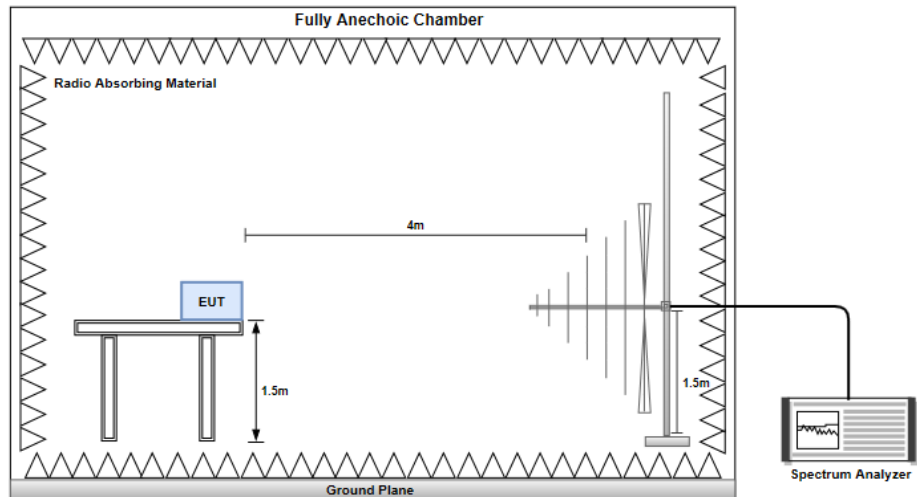 Fully Anechoic Chamber
Radio Absorbing Material
4m
EUT
1.5m
1.5m
Spectrum Analyzer
Ground Plane